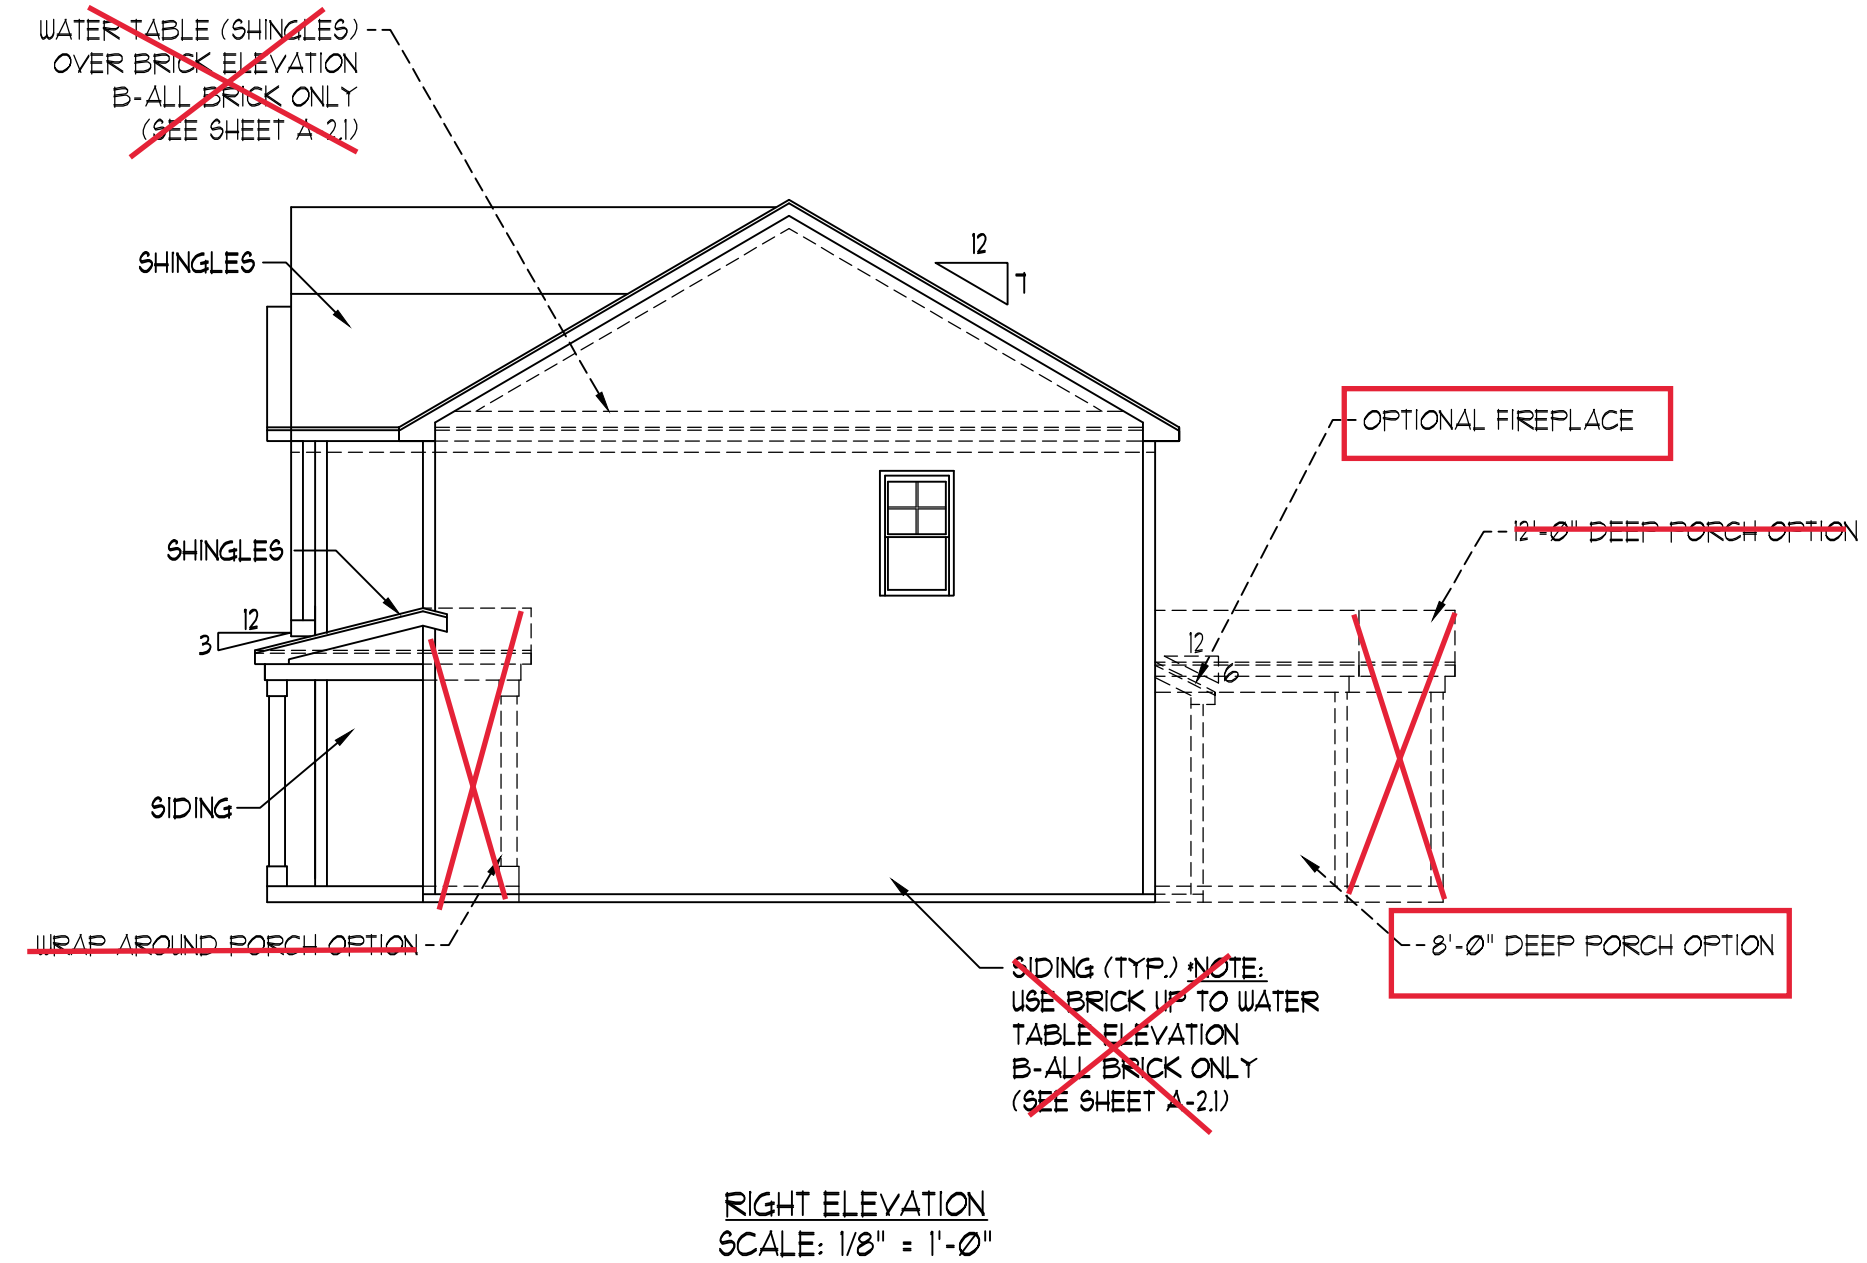 WATER TABLE (SHINGLES)
OVER BRICK ELEVATION
B-ALL BRICK ONLY
(SEE SHEET A-2.1)
12
7
SHINGLES
OPTIONAL FIREPLACE
12'-0" DEEP PORCH OPTION
SHINGLES
12
3
12
6
SIDING
WRAP AROUND PORCH OPTION
8'-0" DEEP PORCH OPTION
SIDING (TYP.) *NOTE:
USE BRICK UP TO WATER
TABLE ELEVATION
B-ALL BRICK ONLY
(SEE SHEET A-2.1)
RIGHT ELEVATION
SCALE: 1/8" = 1'-0"